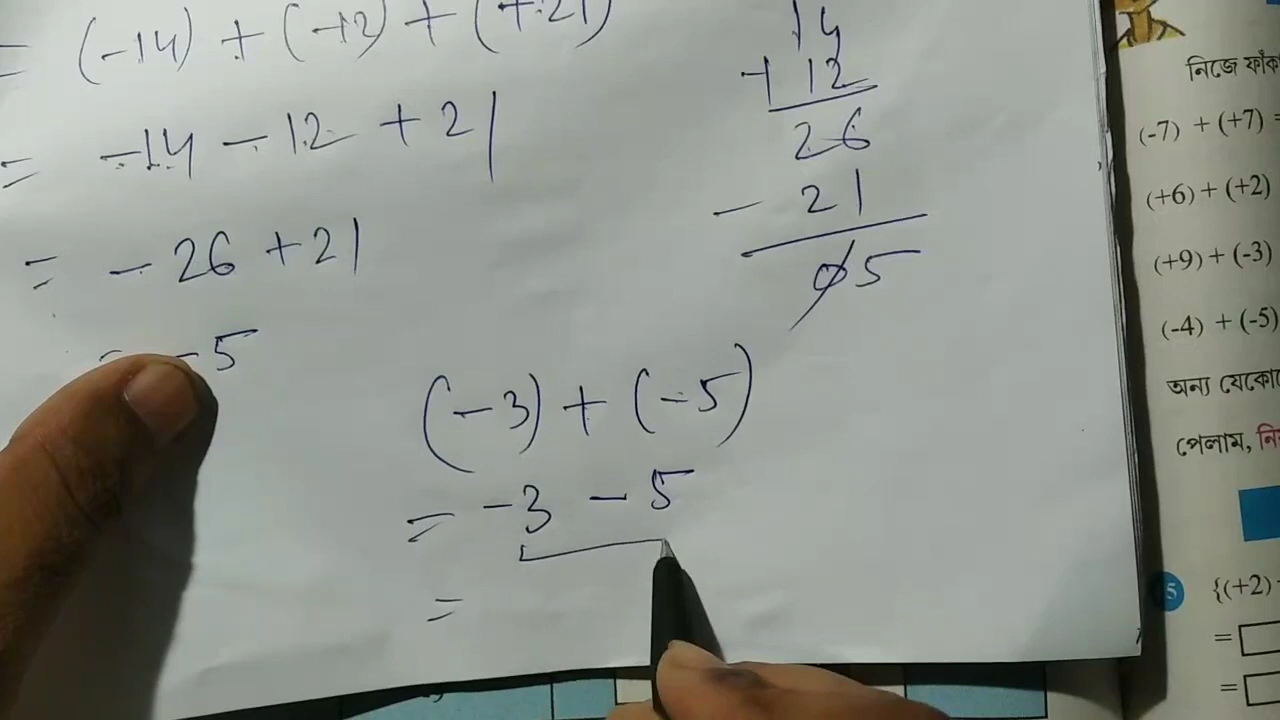 = (-14) + (-12) + (+21)
= -14 - 12 + 21
= - 26 + 21
= -5
(-3) + (-5)
= -3 - 5
=
14
+ 12
26
- 21
05
নিজে
(-7) + (+7) =
(+6) + (+2)
(+9) + (-3)
(-4) + (-5)
অন্য
পেলাম,
5 {(+2)
=
=